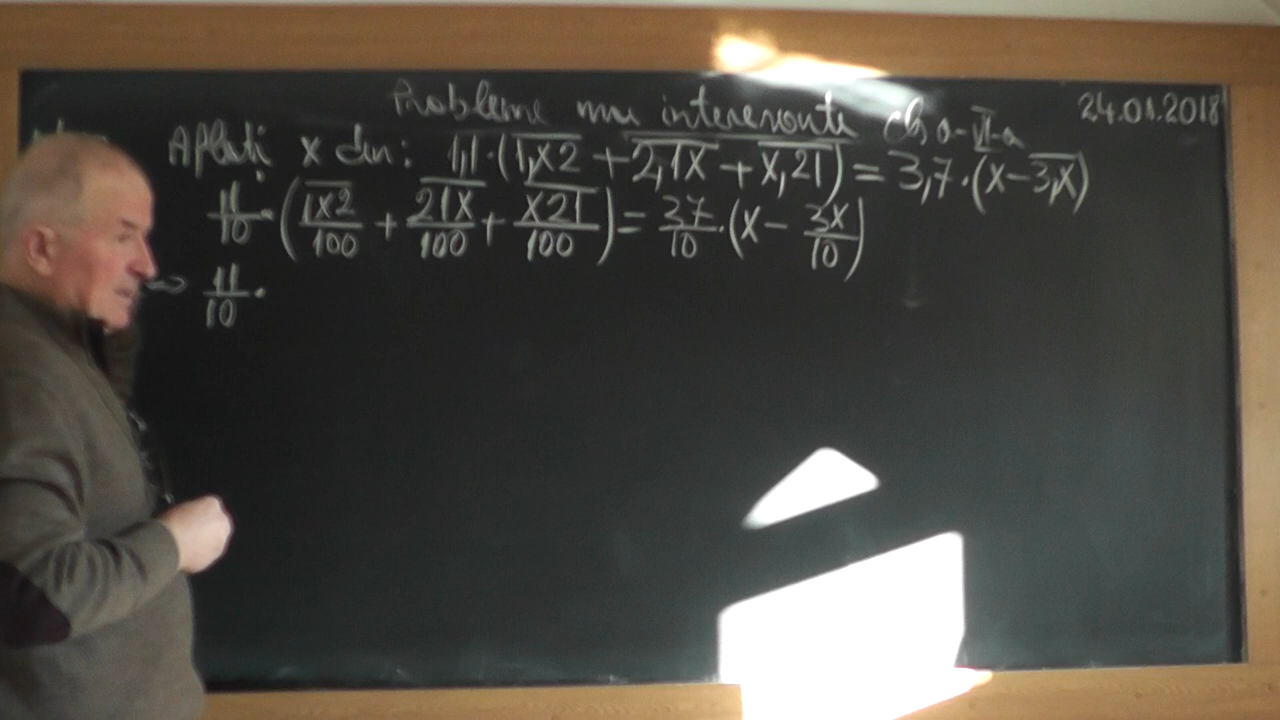 Probleme mai interesante cls a-VI-a 24.01.2018
Aflați x din: 1,1·(1,x2 + 2,1x + x,21) = 3,7·(x-3,x)
11/10·(1x2/100 + 21x/100 + x21/100) = 37/10·(x - 3x/10)
⇒ 11/10·